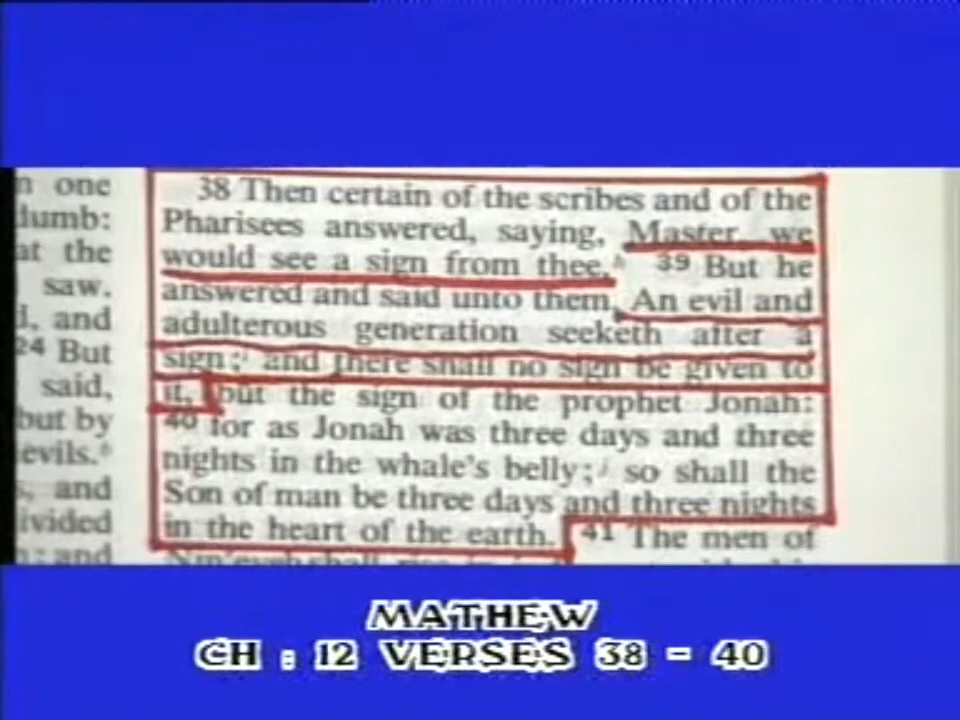 n one
dumb:
at the
saw.
d, and
24 But
said,
but by
evils.
s, and
ivided
n: and
38 Then certain of the scribes and of the
Pharisees answered, saying, Master, we
would see a sign from thee. 39 But he
answered and said unto them, An evil and
adulterous generation seeketh after a
sign; and there shall no sign be given to
it, but the sign of the prophet Jonah:
40 for as Jonah was three days and three
nights in the whale's belly; so shall the
Son of man be three days and three nights
in the heart of the earth. 41 The men of
MATHEW
CH : 12 VERSES 38 - 40